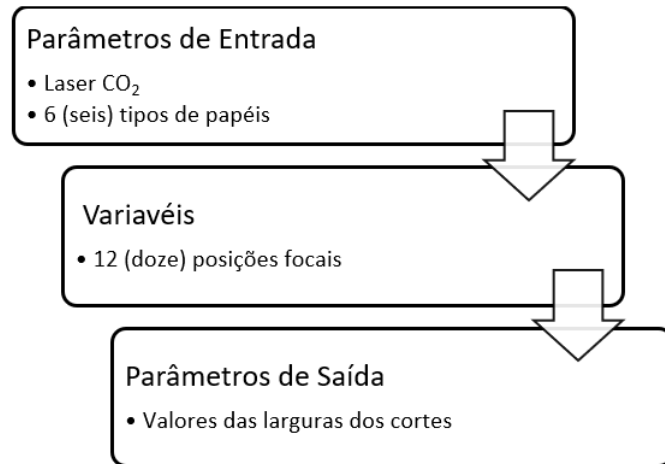 Parâmetros de Entrada
• Laser CO₂
• 6 (seis) tipos de papéis
Variavéis
• 12 (doze) posições focais
Parâmetros de Saída
• Valores das larguras dos cortes